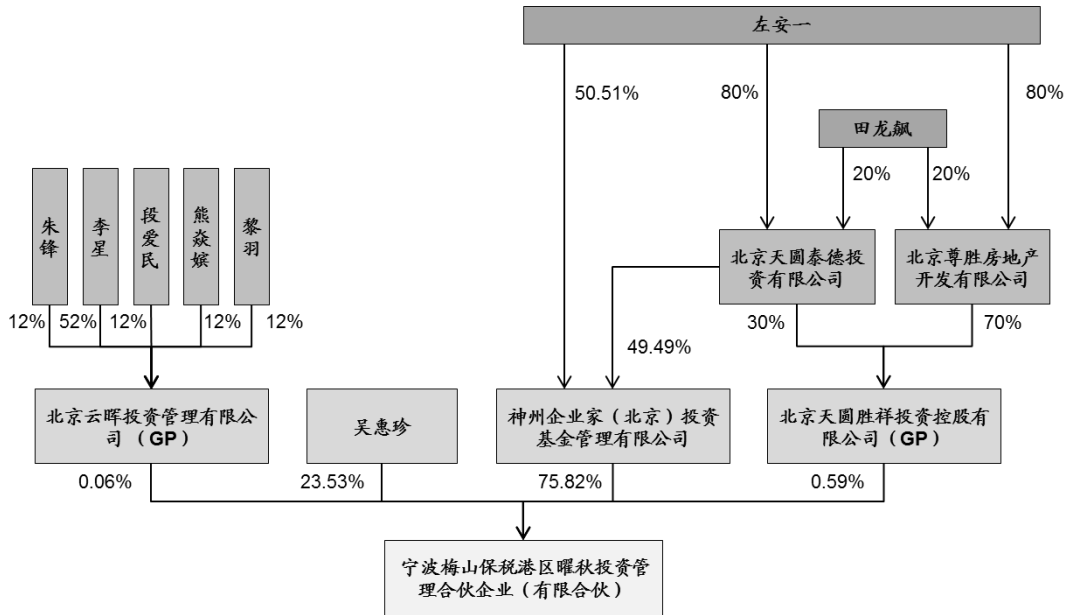 左安一
50.51%
80%
80%
田龙飙
20%
20%
朱锋
李星
段爱民
熊焱嫔
黎羽
北京天圆泰德投
资有限公司
北京尊胜房地产
开发有限公司
12%
52%
12%
12%
12%
30%
70%
49.49%
北京云晖投资管理有限公
司（GP）
吴惠珍
神州企业家（北京）投资
基金管理有限公司
北京天圆胜祥投资控股有
限公司（GP）
0.06%
23.53%
75.82%
0.59%
宁波梅山保税港区曜秋投资管
理合伙企业（有限合伙）